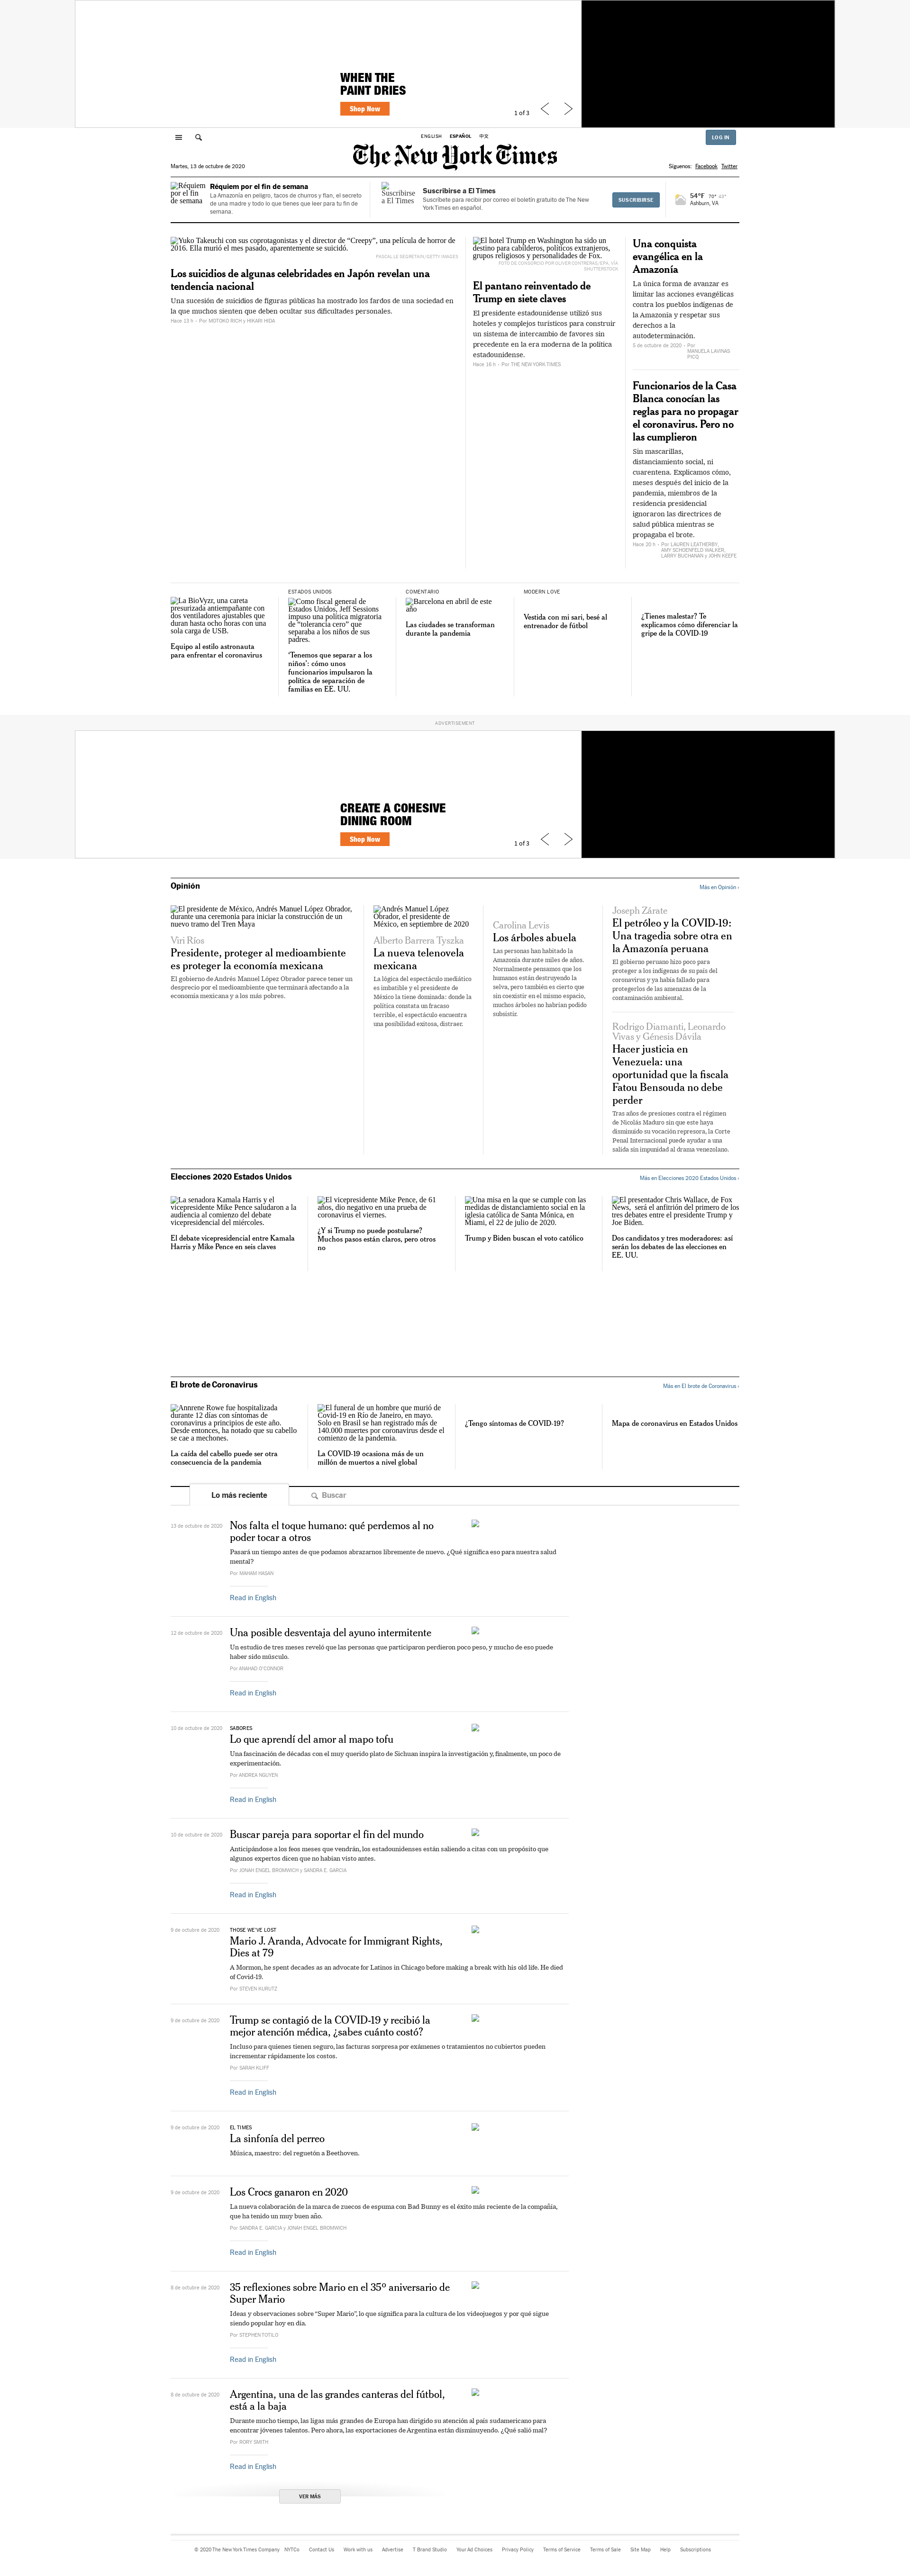 WHEN THE
PAINT DRIES
Shop Now
1 of 3
ENGLISH ESPAÑOL 中文
LOG IN
The New York Times
Martes, 13 de octubre de 2020
Síguenos: Facebook Twitter
Réquiem
por el fin
de semana
Réquiem por el fin de semana
La Amazonía en peligro, tacos de churros y flan, el secreto
de una madre y todo lo que tienes que leer para tu fin de
semana.
Suscribirse
a El Times
Suscribirse a El Times
Suscríbete para recibir por correo el boletín gratuito de The New
York Times en español.
SUSCRIBIRSE
54°F 70° 43°
Ashburn, VA
Yuko Takeuchi con sus coprotagonistas y el director de "Creepy", una película de horror de
2016. Ella murió el mes pasado, aparentemente se suicidó.
PASCAL LE SEGRETAIN/GETTY IMAGES
Los suicidios de algunas celebridades en Japón revelan una
tendencia nacional
Una sucesión de suicidios de figuras públicas ha mostrado los fardos de una sociedad en
la que muchos sienten que deben ocultar sus dificultades personales.
Hace 13 h · Por MOTOKO RICH y HIKARI HIDA
El hotel Trump en Washington ha sido un
destino para cabilderos, políticos extranjeros,
grupos religiosos y personalidades de Fox.
FOTO DE CONSORCIO POR OLIVER CONTRERAS/EPA, VÍA
SHUTTERSTOCK
El pantano reinventado de
Trump en siete claves
El presidente estadounidense utilizó sus
hoteles y complejos turísticos para construir
un sistema de intercambio de favores sin
precedente en la era moderna de la política
estadounidense.
Hace 16 h · Por THE NEW YORK TIMES
Una conquista
evangélica en la
Amazonía
La única forma de avanzar es
limitar las acciones evangélicas
contra los pueblos indígenas de
la Amazonía y respetar sus
derechos a la
autodeterminación.
5 de octubre de 2020 · Por
MANUELA LAVINAS
PICQ
Funcionarios de la Casa
Blanca conocían las
reglas para no propagar
el coronavirus. Pero no
las cumplieron
Sin mascarillas,
distanciamiento social, ni
cuarentena. Explicamos cómo,
meses después del inicio de la
pandemia, miembros de la
residencia presidencial
ignoraron las directrices de
salud pública mientras se
propagaba el brote.
Hace 10 h · Por LAUREN LEATHERBY,
AMY SCHOENFELD WALKER,
LARRY BUCHANAN y JOHN KEEFE
La BioVyzr, una careta
presurizada antiempañante con
dos ventiladores ajustables que
duran hasta ocho horas con una
sola carga de USB.
Equipo al estilo astronauta
para enfrentar el coronavirus
ESTADOS UNIDOS
Como fiscal general de
Estados Unidos, Jeff Sessions
impuso una política migratoria
de "tolerancia cero" que
separaba a los niños de sus
padres.
'Tenemos que separar a los
niños': cómo unos
funcionarios impulsaron la
política de separación de
familias en EE. UU.
COMENTARIO
Barcelona en abril de este
año
Las ciudades se transforman
durante la pandemia
MODERN LOVE
Vestida con mi sari, besé al
entrenador de fútbol
¿Tienes malestar? Te
explicamos cómo diferenciar la
gripe de la COVID-19
ADVERTISEMENT
CREATE A COHESIVE
DINING ROOM
Shop Now
1 of 3
Opinión
Más en Opinión ›
El presidente de México, Andrés Manuel López Obrador,
durante una ceremonia para iniciar la construcción de un
nuevo tramo del Tren Maya
Viri Ríos
Presidente, proteger al medioambiente
es proteger la economía mexicana
El gobierno de Andrés Manuel López Obrador parece tener un
desprecio por el medioambiente que terminará afectando a la
economía mexicana y a los más pobres.
Andrés Manuel López
Obrador, el presidente de
México, en septiembre de 2020
Alberto Barrera Tyszka
La nueva telenovela
mexicana
La lógica del espectáculo mediático
es imbatible y el presidente de
México la tiene dominada: donde la
política constata un fracaso
terrible, el espectáculo encuentra
una posibilidad exitosa, distraer.
Carolina Levis
Los árboles abuela
Las personas han habitado la
Amazonía durante miles de años.
Normalmente pensamos que los
humanos están destruyendo la
selva, pero también es cierto que
sin coexistir en el mismo espacio,
muchos árboles no habrían podido
subsistir.
Joseph Zárate
El petróleo y la COVID-19:
Una tragedia sobre otra en
la Amazonía peruana
El gobierno peruano hizo poco para
proteger a los indígenas de su país del
coronavirus y ya había fallado para
protegerlos de las amenazas de la
contaminación ambiental.
Rodrigo Diamanti, Leonardo
Vivas y Génesis Dávila
Hacer justicia en
Venezuela: una
oportunidad que la fiscala
Fatou Bensouda no debe
perder
Tras años de presiones contra el régimen
de Nicolás Maduro sin que este haya
disminuido su vocación represora, la Corte
Penal Internacional puede ayudar a una
salida sin impunidad al drama venezolano.
Elecciones 2020 Estados Unidos
Más en Elecciones 2020 Estados Unidos ›
La senadora Kamala Harris y el
vicepresidente Mike Pence saludaron a la
audiencia al comienzo del debate
vicepresidencial del miércoles.
El debate vicepresidencial entre Kamala
Harris y Mike Pence en seis claves
El vicepresidente Mike Pence, de 61
años, dio negativo en una prueba de
coronavirus el viernes.
¿Y si Trump no puede postularse?
Muchos pasos están claros, pero otros
no
Una misa en la que se cumple con las
medidas de distanciamiento social en la
iglesia católica de Santa Mónica, en
Miami, el 22 de julio de 2020.
Trump y Biden buscan el voto católico
El presentador Chris Wallace, de Fox
News, será el anfitrión del primero de los
tres debates entre el presidente Trump y
Joe Biden.
Dos candidatos y tres moderadores: así
serán los debates de las elecciones en
EE. UU.
El brote de Coronavirus
Más en El brote de Coronavirus ›
Annrene Rowe fue hospitalizada
durante 12 días con síntomas de
coronavirus a principios de este año.
Desde entonces, ha notado que su cabello
se cae a mechones.
La caída del cabello puede ser otra
consecuencia de la pandemia
El funeral de un hombre que murió de
Covid-19 en Río de Janeiro, en mayo.
Solo en Brasil se han registrado más de
140.000 muertes por coronavirus desde el
comienzo de la pandemia.
La COVID-19 ocasiona más de un
millón de muertos a nivel global
¿Tengo síntomas de COVID-19?
Mapa de coronavirus en Estados Unidos
Lo más reciente
Buscar
13 de octubre de 2020
Nos falta el toque humano: qué perdemos al no
poder tocar a otros
Pasará un tiempo antes de que podamos abrazarnos libremente de nuevo. ¿Qué significa eso para nuestra salud
mental?
Por MAHAM HASAN
Read in English
12 de octubre de 2020
Una posible desventaja del ayuno intermitente
Un estudio de tres meses reveló que las personas que participaron perdieron poco peso, y mucho de eso puede
haber sido músculo.
Por ANAHAD O'CONNOR
Read in English
10 de octubre de 2020
SABORES
Lo que aprendí del amor al mapo tofu
Una fascinación de décadas con el muy querido plato de Sichuan inspira la investigación y, finalmente, un poco de
experimentación.
Por ANDREA NGUYEN
Read in English
10 de octubre de 2020
Buscar pareja para soportar el fin del mundo
Anticipándose a los feos meses que vendrán, los estadounidenses están saliendo a citas con un propósito que
algunos expertos dicen que no habían visto antes.
Por JONAH ENGEL BROMWICH y SANDRA E. GARCIA
Read in English
9 de octubre de 2020
THOSE WE'VE LOST
Mario J. Aranda, Advocate for Immigrant Rights,
Dies at 79
A Mormon, he spent decades as an advocate for Latinos in Chicago before making a break with his old life. He died
of Covid-19.
Por STEVEN KURUTZ
9 de octubre de 2020
Trump se contagió de la COVID-19 y recibió la
mejor atención médica, ¿sabes cuánto costó?
Incluso para quienes tienen seguro, las facturas sorpresa por exámenes o tratamientos no cubiertos pueden
incrementar rápidamente los costos.
Por SARAH KLIFF
Read in English
9 de octubre de 2020
EL TIMES
La sinfonía del perreo
Música, maestro: del reguetón a Beethoven.
9 de octubre de 2020
Los Crocs ganaron en 2020
La nueva colaboración de la marca de zuecos de espuma con Bad Bunny es el éxito más reciente de la compañía,
que ha tenido un muy buen año.
Por SANDRA E. GARCIA y JONAH ENGEL BROMWICH
Read in English
8 de octubre de 2020
35 reflexiones sobre Mario en el 35º aniversario de
Super Mario
Ideas y observaciones sobre "Super Mario", lo que significa para la cultura de los videojuegos y por qué sigue
siendo popular hoy en día.
Por STEPHEN TOTILO
Read in English
8 de octubre de 2020
Argentina, una de las grandes canteras del fútbol,
está a la baja
Durante mucho tiempo, las ligas más grandes de Europa han dirigido su atención al país sudamericano para
encontrar jóvenes talentos. Pero ahora, las exportaciones de Argentina están disminuyendo. ¿Qué salió mal?
Por RORY SMITH
Read in English
VER MÁS
© 2020 The New York Times Company NYTCo Contact Us Work with us Advertise T Brand Studio Your Ad Choices Privacy Policy Terms of Service Terms of Sale Site Map Help Subscriptions